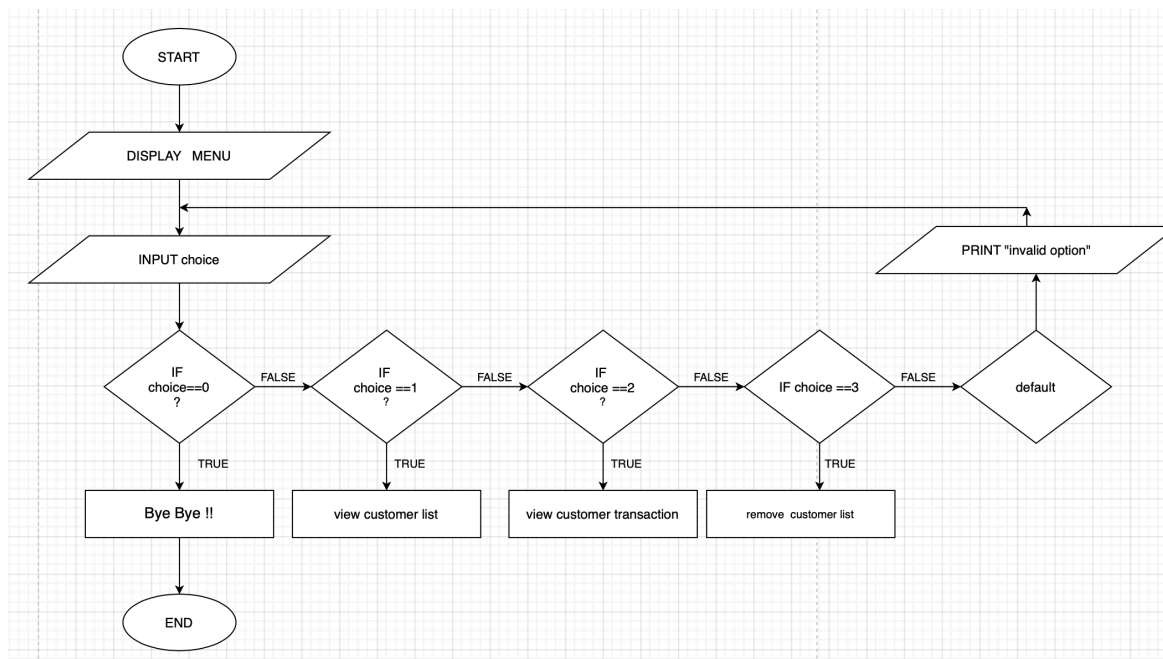 START
DISPLAY MENU
INPUT choice
PRINT "invalid option"
IF
choice==0
?
FALSE
IF
choice ==1
?
FALSE
IF
choice ==2
?
FALSE
IF choice ==3
FALSE
default
TRUE
TRUE
TRUE
TRUE
Bye Bye !!
view customer list
view customer transaction
remove customer list
END